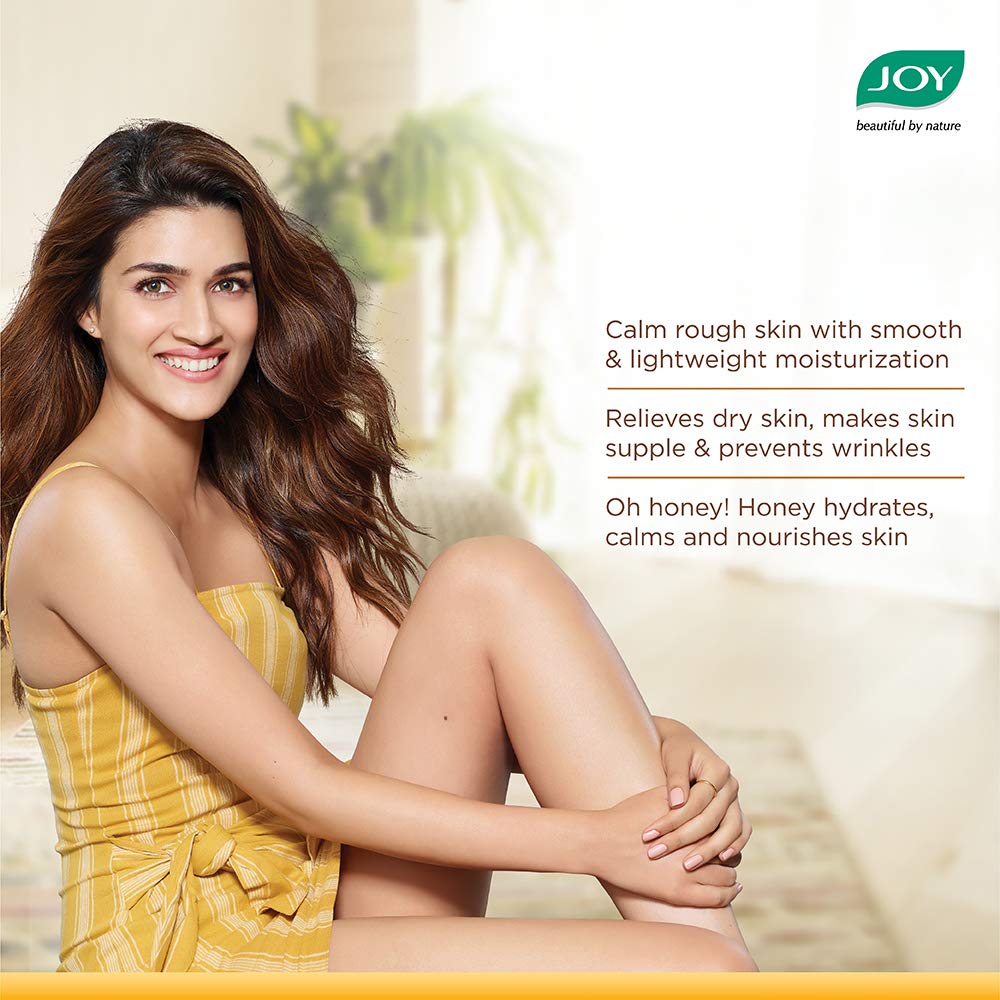 JOY
beautiful by nature
Calm rough skin with smooth
& lightweight moisturization
Relieves dry skin, makes skin
supple & prevents wrinkles
Oh honey! Honey hydrates,
calms and nourishes skin